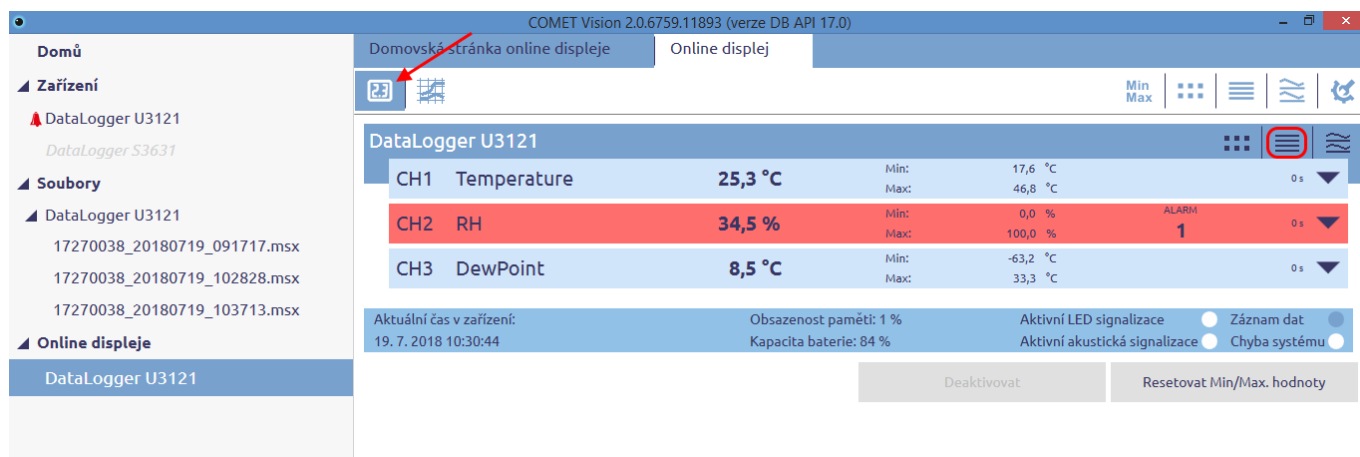 COMET Vision 2.0.6759.11893 (verze DB API 17.0)
Domů
Zařízení
DataLogger U3121
DataLogger S3631
Soubory
DataLogger U3121
17270038_20180719_091717.msx
17270038_20180719_102828.msx
17270038_20180719_103713.msx
Online displeje
DataLogger U3121
Domovská stránka online displeje Online displej
2.3 Min
Max
DataLogger U3121
CH1 Temperature 25,3 °C Min: 17,6 °C
Max: 46,8 °C
0 s
CH2 RH 34,5 % Min: 0,0 %
Max: 100,0 %
ALARM
1
0 s
CH3 DewPoint 8,5 °C Min: -63,2 °C
Max: 33,3 °C
0 s
Aktuální čas v zařízení: Obsazenost paměti: 1 % Aktivní LED signalizace Záznam dat
19. 7. 2018 10:30:44 Kapacita baterie: 84 % Aktivní akustická signalizace Chyba systému
Deaktivovat Resetovat Min/Max. hodnoty